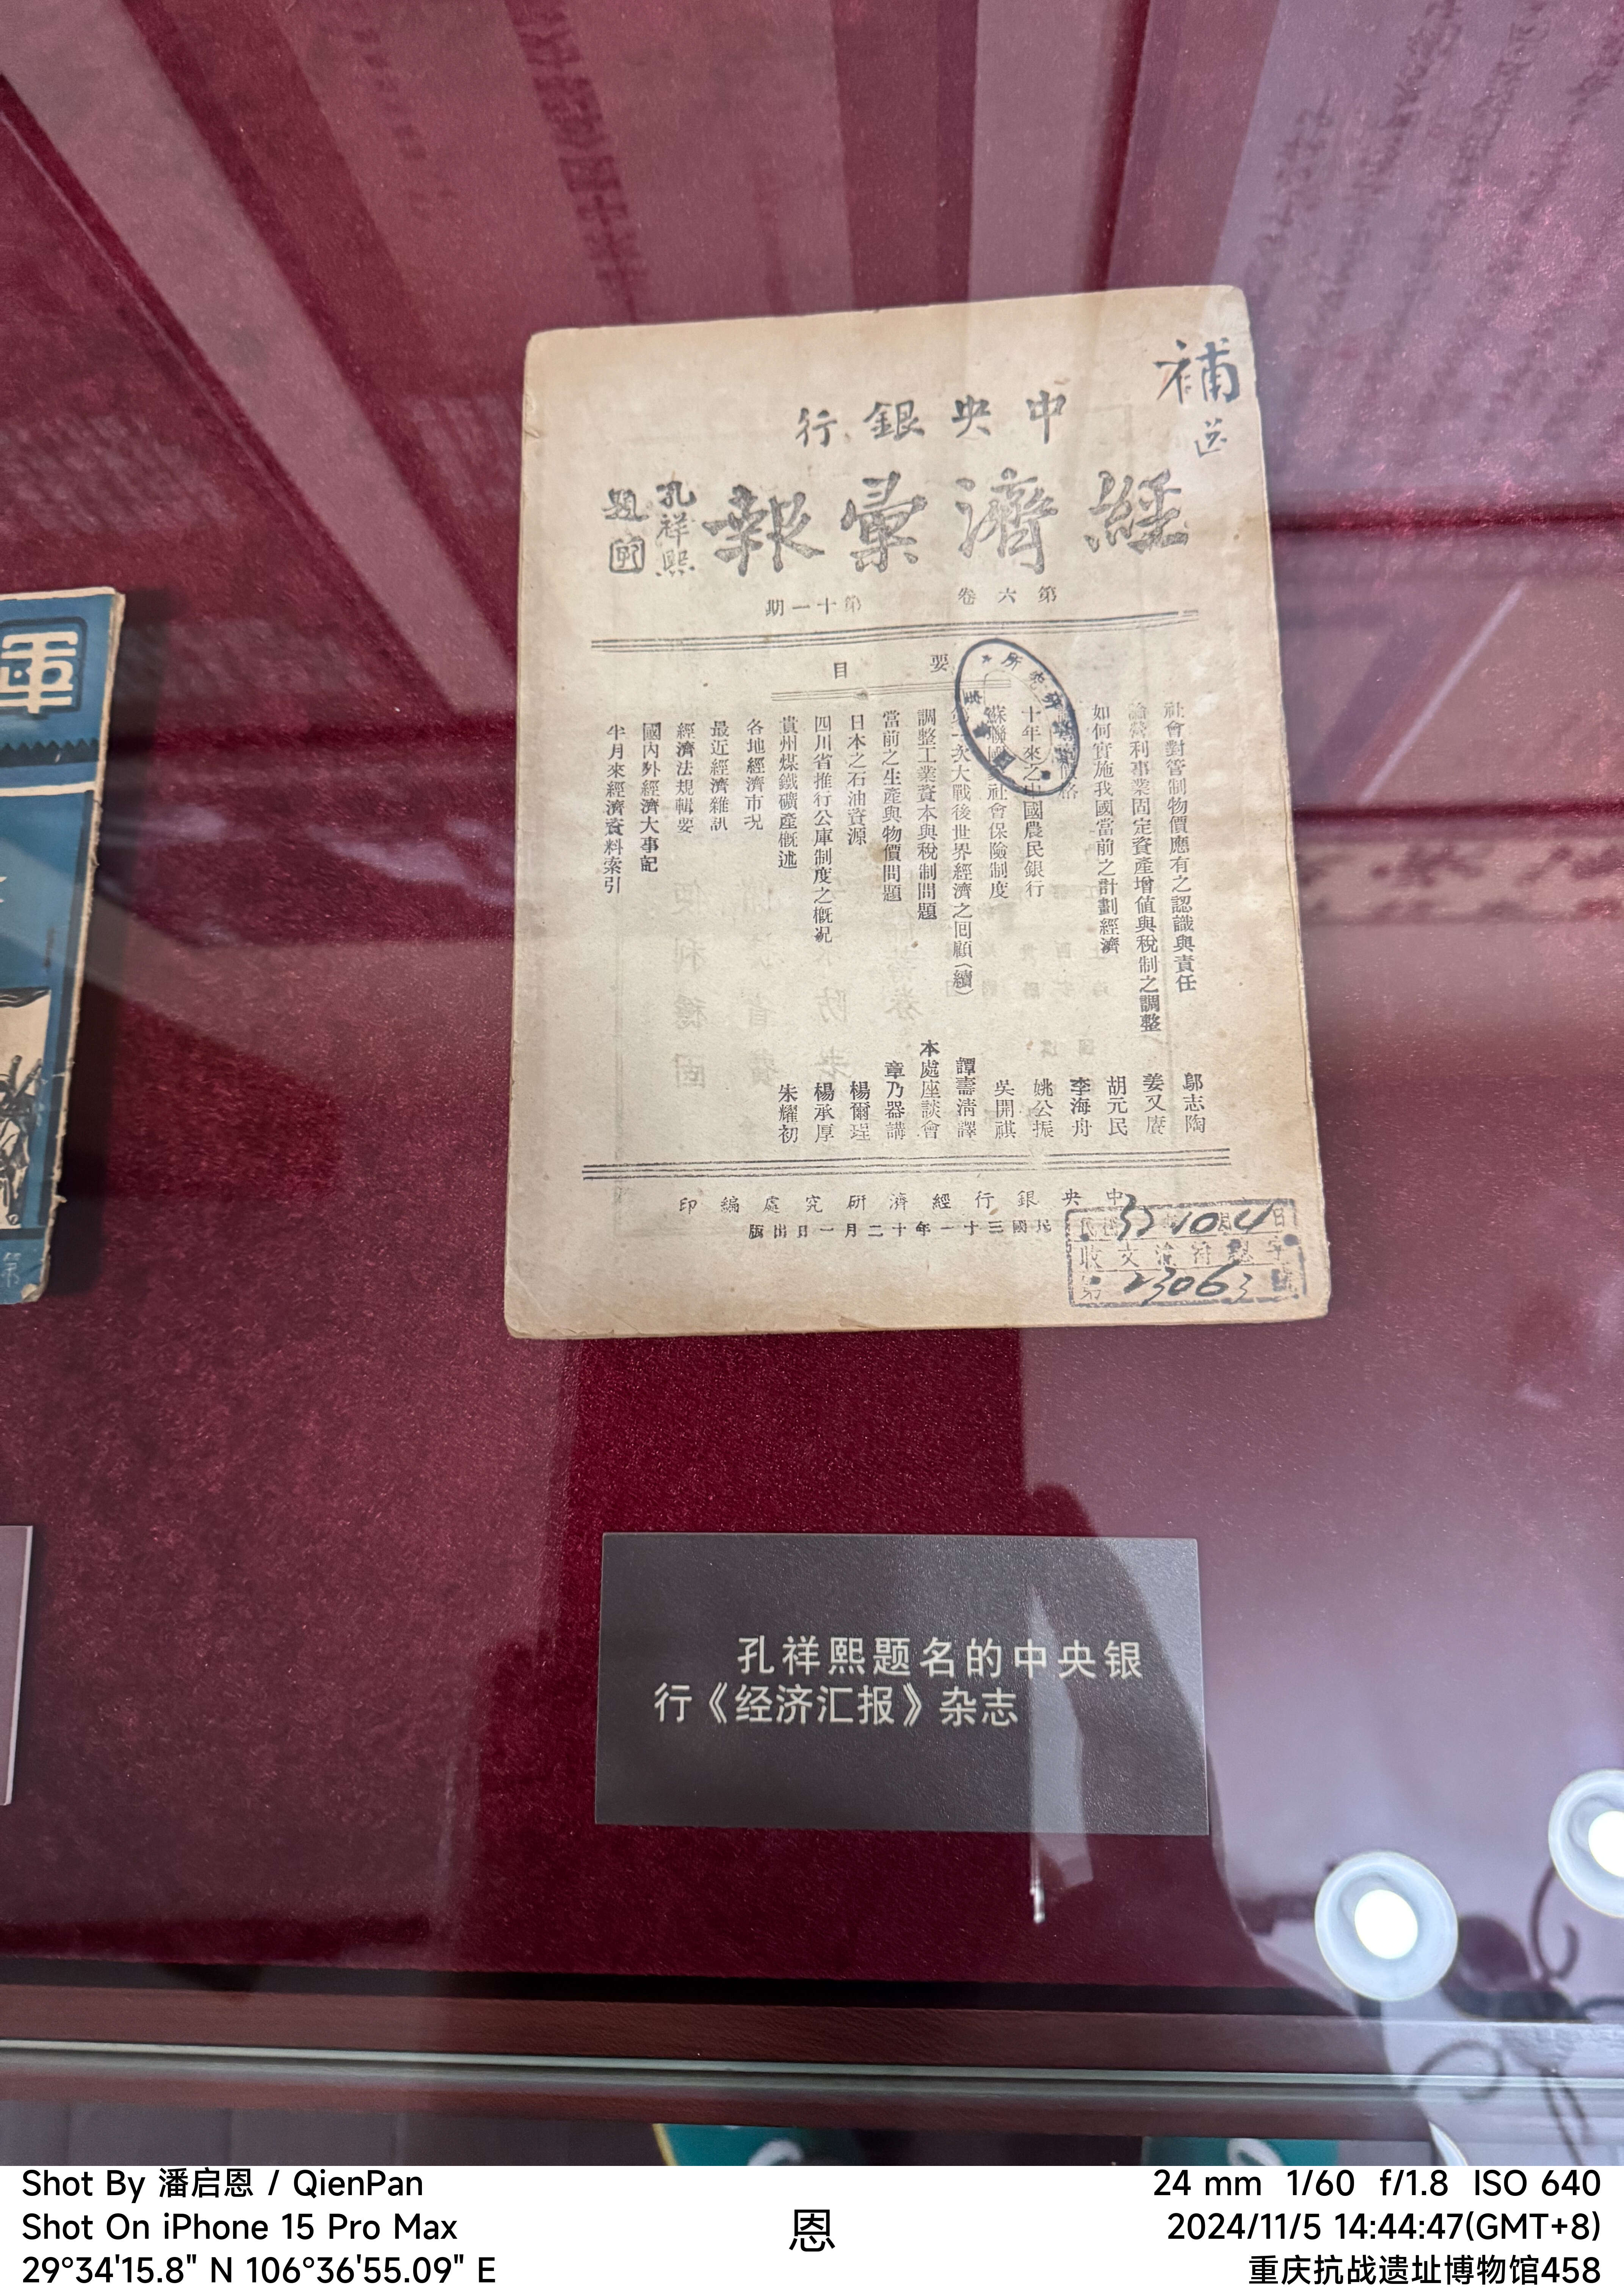 補
送
中央銀行
經濟彙報
孔祥熙
題
第六卷 第十一期
要目
社會對管制物價應有之認識與責任 鄔志陶
論營利事業固定資產增值與稅制之調整 姜又賡
如何實施我國當前之計劃經濟 胡元民
李海舟
十年來之中國農民銀行 姚公振
蘇聯國社會保險制度 吳開祺
次大戰後世界經濟之回顧(續) 譚壽清譯
調整工業資本與稅制問題 本處座談會
當前之生產與物價問題 章乃器講
日本之石油資源 楊爾珵
四川省推行公庫制度之概況 楊承厚
貴州煤鐵礦產概述 朱耀初
各地經濟市況
最近經濟雜訊
經濟法規輯要
國內外經濟大事記
半月來經濟資料索引
中央銀行經濟研究處編印
民國三十一年十二月一日出版
32 10 4 日
收文 字
第 23063 號
軍
第
孔祥熙题名的中央银
行《经济汇报》杂志
Shot By 潘启恩 / QienPan
Shot On iPhone 15 Pro Max
29°34'15.8" N 106°36'55.09" E
恩
24 mm 1/60 f/1.8 ISO 640
2024/11/5 14:44:47(GMT+8)
重庆抗战遗址博物馆458